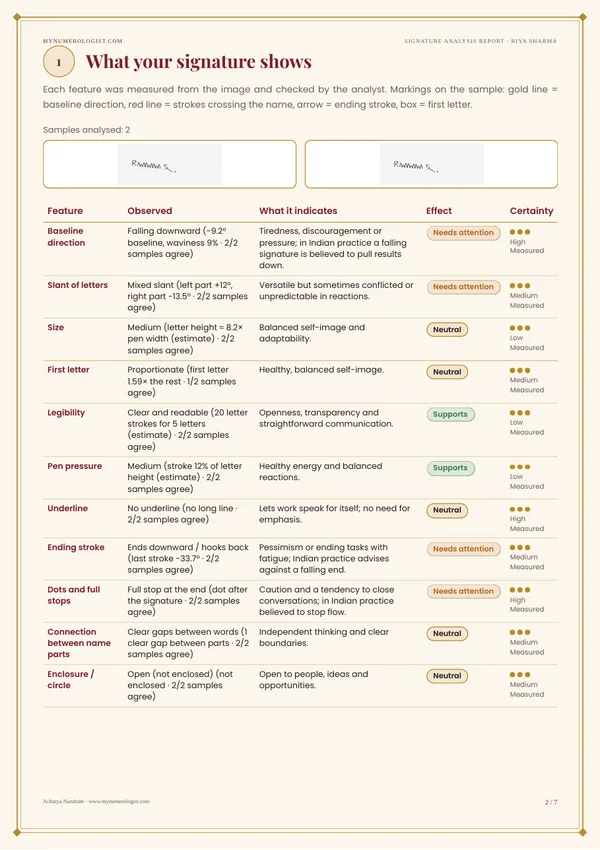 MYNUMEROLOGIST.COM
SIGNATURE ANALYSIS REPORT · RIYA SHARMA
1 What your signature shows
Each feature was measured from the image and checked by the analyst. Markings on the sample: gold line =
baseline direction, red line = strokes crossing the name, arrow = ending stroke, box = first letter.
Samples analysed: 2
Feature Observed What it indicates Effect Certainty
Baseline direction
Falling downward (−9.2°
baseline, waviness 9% · 2/2
samples agree)
Tiredness, discouragement or
pressure; in Indian practice a falling
signature is believed to pull results
down.
Needs attention
High
Measured
Slant of letters
Mixed slant (left part +12°,
right part -13.5° · 2/2 samples
agree)
Versatile but sometimes conflicted or
unpredictable in reactions.
Needs attention
Medium
Measured
Size
Medium (letter height ≈ 8.2×
pen width (estimate) · 2/2
samples agree)
Balanced self-image and
adaptability.
Neutral
Low
Measured
First letter
Proportionate (first letter
1.59× the rest · 1/2 samples
agree)
Healthy, balanced self-image.
Neutral
Medium
Measured
Legibility
Clear and readable (20 letter
strokes for 5 letters
(estimate) · 2/2 samples
agree)
Openness, transparency and
straightforward communication.
Supports
Low
Measured
Pen pressure
Medium (stroke 12% of letter
height (estimate) · 2/2
samples agree)
Healthy energy and balanced
reactions.
Supports
Low
Measured
Underline
No underline (no long line ·
2/2 samples agree)
Lets work speak for itself; no need for
emphasis.
Neutral
High
Measured
Ending stroke
Ends downward / hooks back
(last stroke -33.7° · 2/2
samples agree)
Pessimism or ending tasks with
fatigue; Indian practice advises
against a falling end.
Needs attention
Medium
Measured
Dots and full
stops
Full stop at the end (dot after
the signature · 2/2 samples
agree)
Caution and a tendency to close
conversations; in Indian practice
believed to stop flow.
Needs attention
High
Measured
Connection
between name
parts
Clear gaps between words (1
clear gap between parts · 2/2
samples agree)
Independent thinking and clear
boundaries.
Neutral
Medium
Measured
Enclosure /
circle
Open (not enclosed) (not
enclosed · 2/2 samples
agree)
Open to people, ideas and
opportunities.
Neutral
Medium
Measured
Acharya Nandam · www.mynumerologist.com
2 / 7